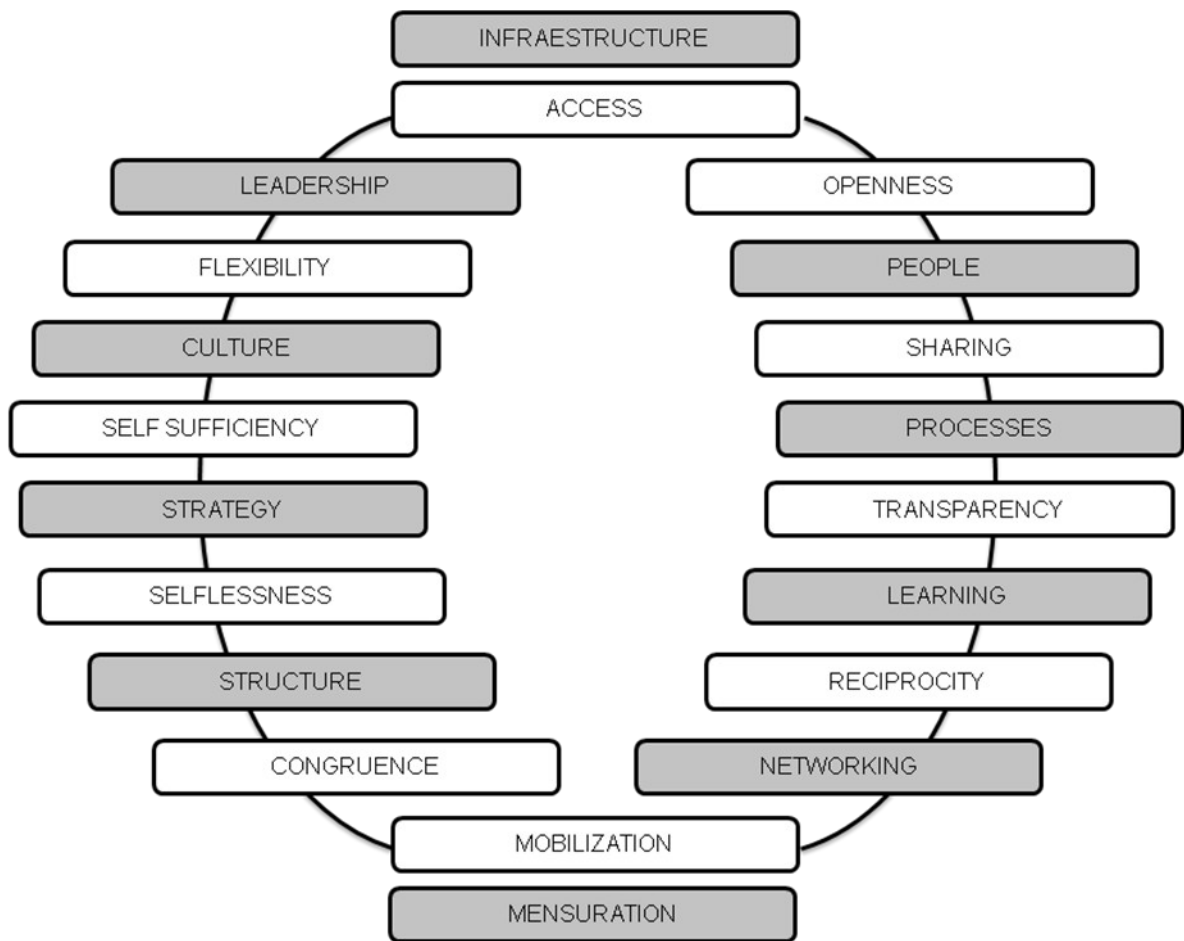 INFRAESTRUCTURE
ACCESS
LEADERSHIP
OPENNESS
FLEXIBILITY
PEOPLE
CULTURE
SHARING
SELF SUFFICIENCY
PROCESSES
STRATEGY
TRANSPARENCY
SELFLESSNESS
LEARNING
STRUCTURE
RECIPROCITY
CONGRUENCE
NETWORKING
MOBILIZATION
MENSURATION